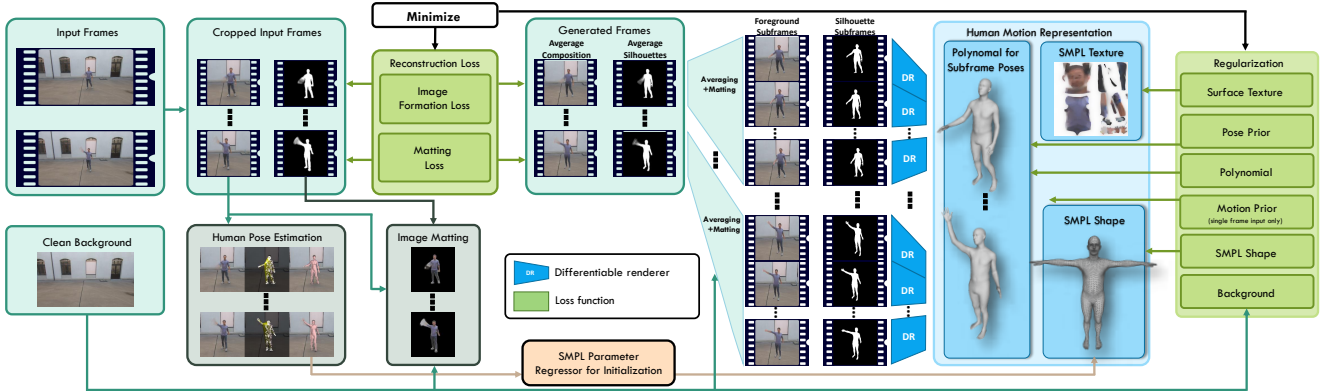 Input Frames
Cropped Input Frames
Minimize
Reconstruction Loss
Image
Formation Loss
Matting
Loss
Generated Frames
Avgerage
Composition
Avgerage
Silhouettes
Averaging
+Matting
Averaging
+Matting
Foreground
Subframes
Silhouette
Subframes
DR
DR
DR
DR
DR
DR
Human Motion Representation
Polynomal for
Subframe Poses
SMPL Texture
SMPL Shape
Regularization
Surface Texture
Pose Prior
Polynomial
Motion Prior
(single frame input only)
SMPL Shape
Background
Clean Background
Human Pose Estimation
Image Matting
DR
Differentiable renderer
Loss function
SMPL Parameter
Regressor for Initialization